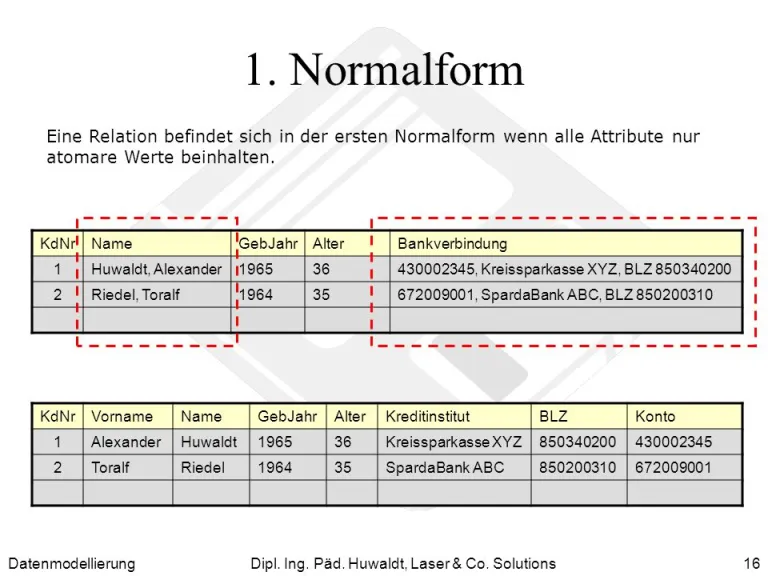 1. Normalform
Eine Relation befindet sich in der ersten Normalform wenn alle Attribute nur
atomare Werte beinhalten.
KdNr Name GebJahr Alter Bankverbindung
1 Huwaldt, Alexander 1965 36 430002345, Kreissparkasse XYZ, BLZ 850340200
2 Riedel, Toralf 1964 35 672009001, SpardaBank ABC, BLZ 850200310
KdNr Vorname Name GebJahr Alter Kreditinstitut BLZ Konto
1 Alexander Huwaldt 1965 36 Kreissparkasse XYZ 850340200 430002345
2 Toralf Riedel 1964 35 SpardaBank ABC 850200310 672009001
Datenmodellierung Dipl. Ing. Päd. Huwaldt, Laser & Co. Solutions 16